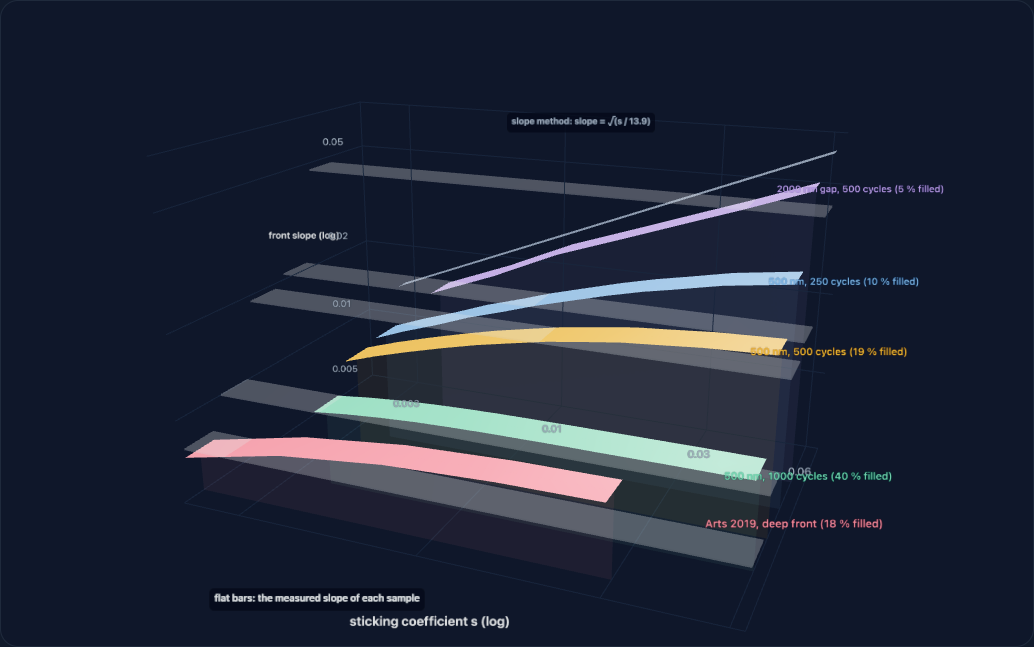 slope method: slope = √(s / 13.9)
0.05
gap, 500 cycles (5 % filled)
front slope (log)
0.02
500 nm, 250 cycles (10 % filled)
0.01
500 nm, 500 cycles (19 % filled)
0.005
0.003
0.01
0.03
0.06
500 nm, 1000 cycles (40 % filled)
Arts 2019, deep front (18 % filled)
flat bars: the measured slope of each sample
sticking coefficient s (log)